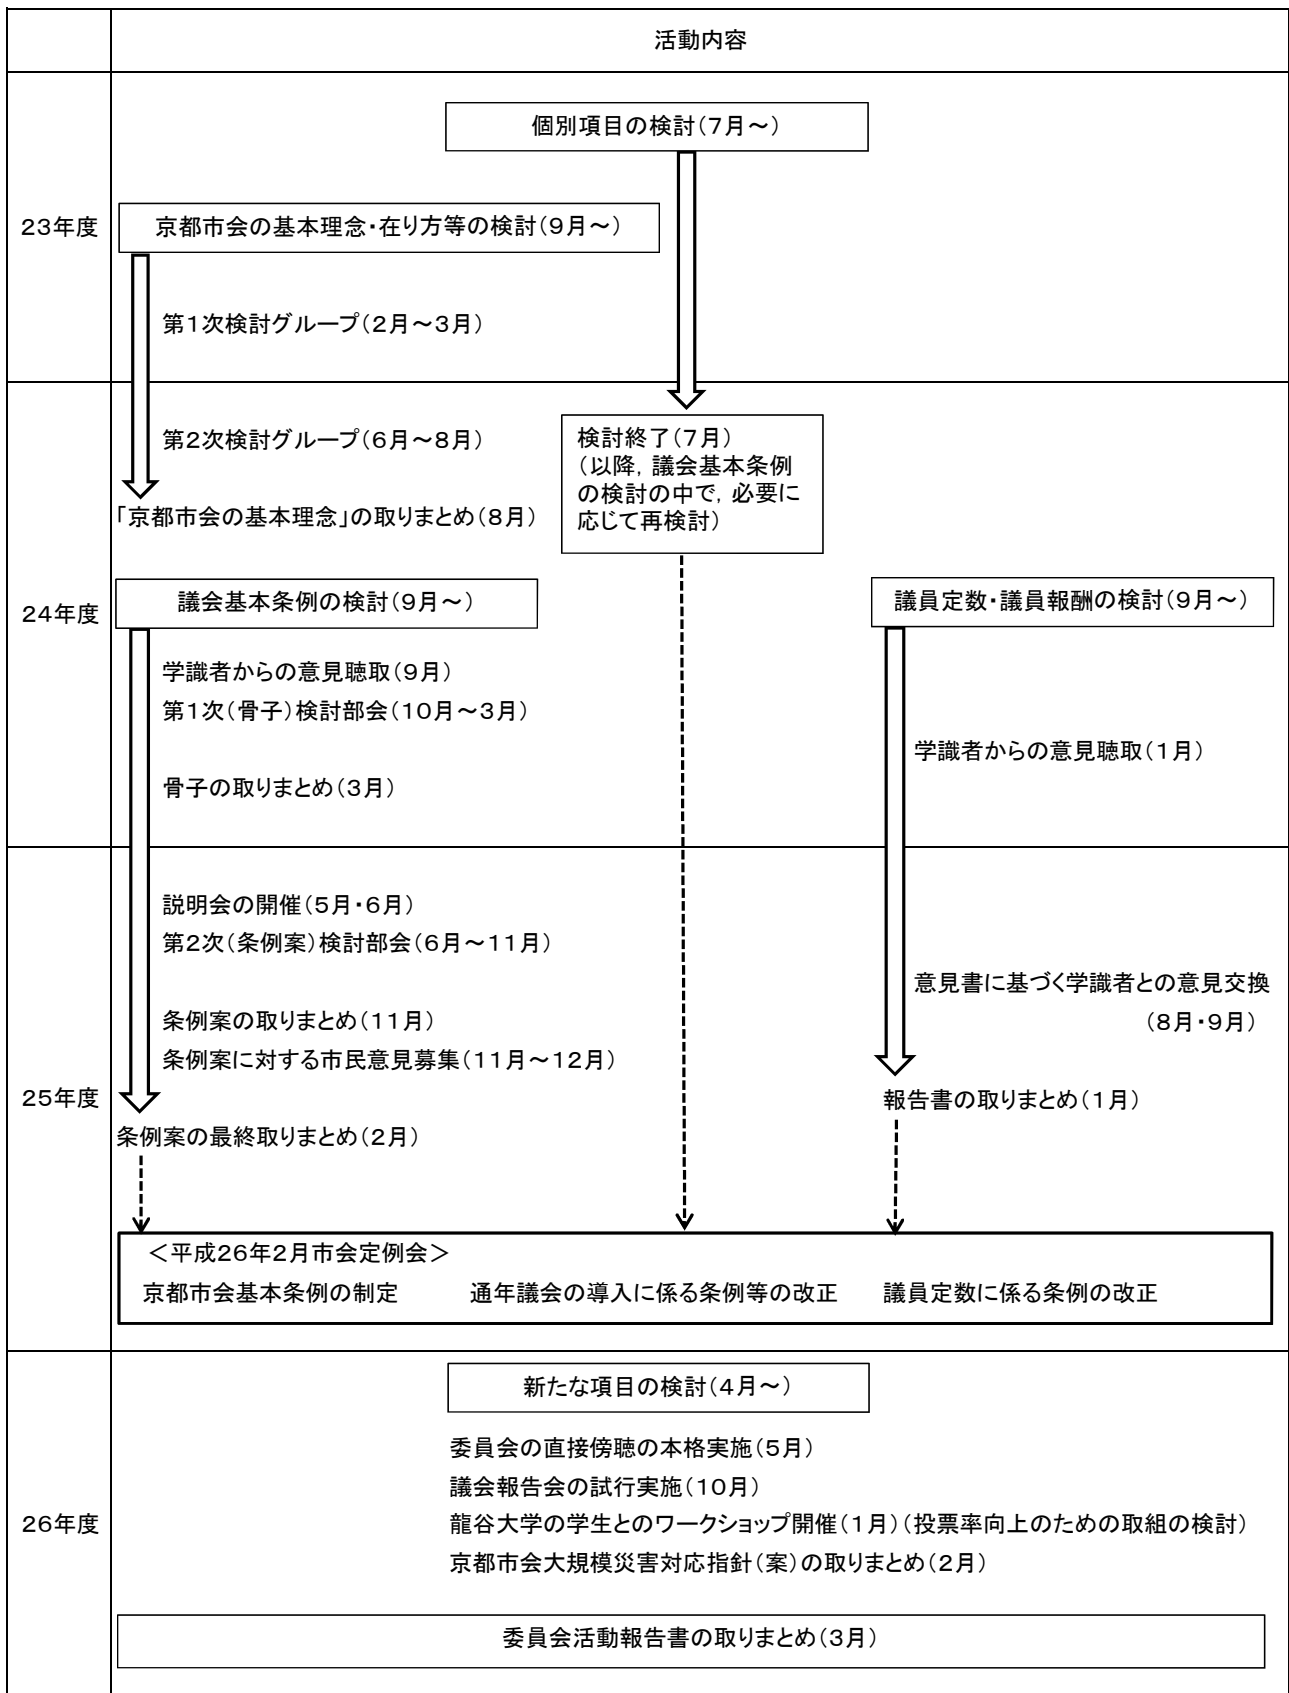 活動内容
23年度
個別項目の検討(7月～)
京都市会の基本理念・在り方等の検討(9月～)
第1次検討グループ(2月～3月)
24年度
第2次検討グループ(6月～8月)
「京都市会の基本理念」の取りまとめ(8月)
検討終了(7月)
(以降,議会基本条例
の検討の中で,必要に
応じて再検討)
議会基本条例の検討(9月～)
学識者からの意見聴取(9月)
第1次(骨子)検討部会(10月～3月)
骨子の取りまとめ(3月)
議員定数・議員報酬の検討(9月～)
学識者からの意見聴取(1月)
25年度
説明会の開催(5月・6月)
第2次(条例案)検討部会(6月～11月)
条例案の取りまとめ(11月)
条例案に対する市民意見募集(11月～12月)
条例案の最終取りまとめ(2月)
意見書に基づく学識者との意見交換
(8月・9月)
報告書の取りまとめ(1月)
＜平成26年2月市会定例会＞
京都市会基本条例の制定 通年議会の導入に係る条例等の改正 議員定数に係る条例の改正
26年度
新たな項目の検討(4月～)
委員会の直接傍聴の本格実施(5月)
議会報告会の試行実施(10月)
龍谷大学の学生とのワークショップ開催(1月)(投票率向上のための取組の検討)
京都市会大規模災害対応指針(案)の取りまとめ(2月)
委員会活動報告書の取りまとめ(3月)